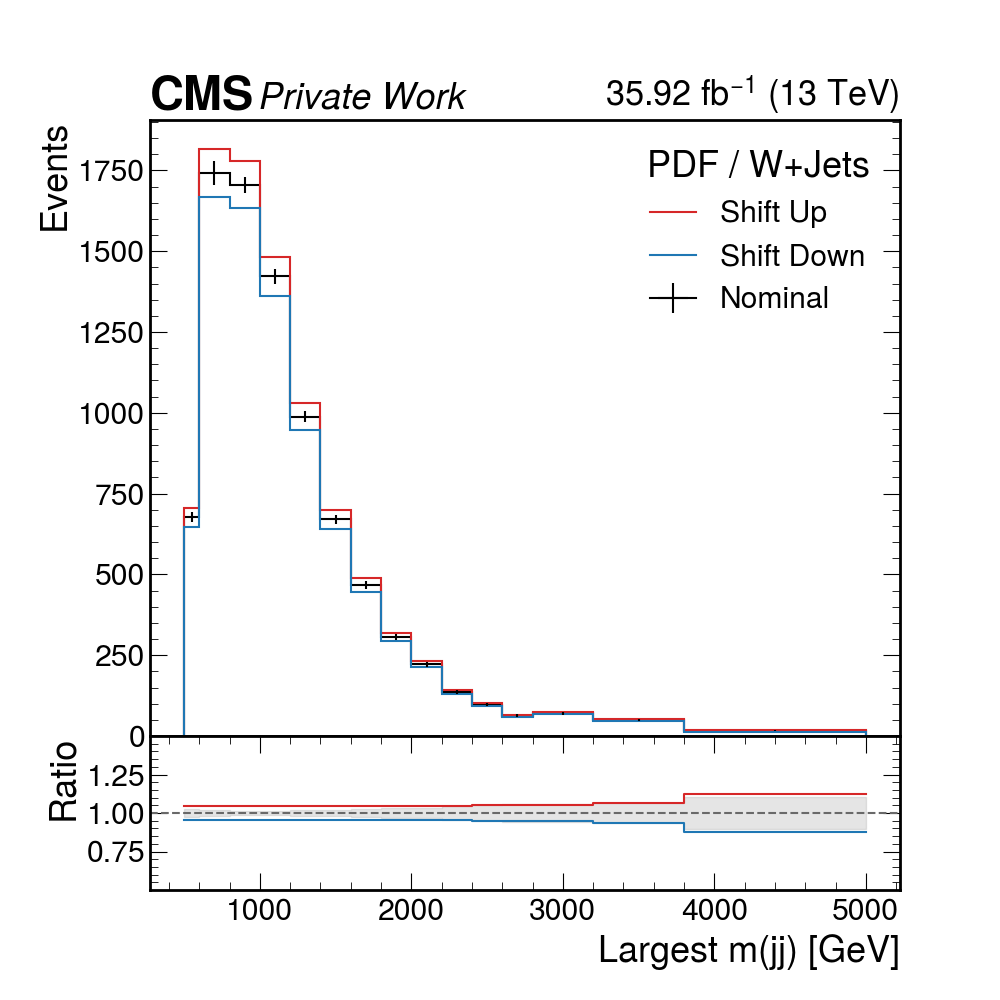 CMS Private Work 35.92 fb⁻¹ (13 TeV)
Events
1750
1500
1250
1000
750
500
250
0
PDF / W+Jets
Shift Up
Shift Down
Nominal
Ratio
1.25
1.00
0.75
1000 2000 3000 4000 5000
Largest m(jj) [GeV]